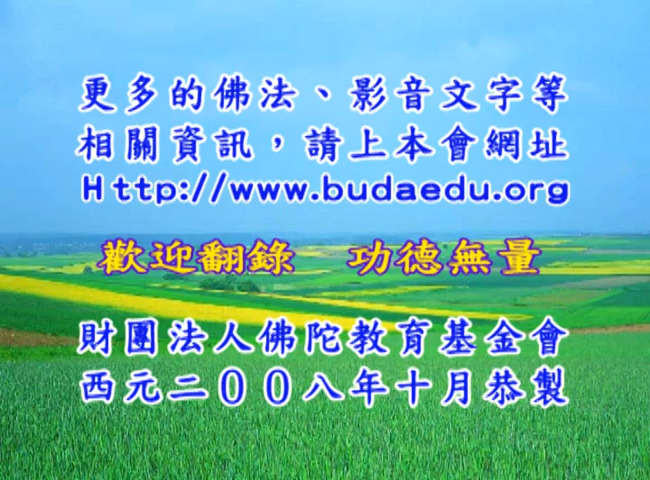 更多的佛法、影音文字等
相關資訊，請上本會網址
Http://www.budaedu.org
歡迎翻錄　功德無量
財團法人佛陀教育基金會
西元二００八年十月恭製